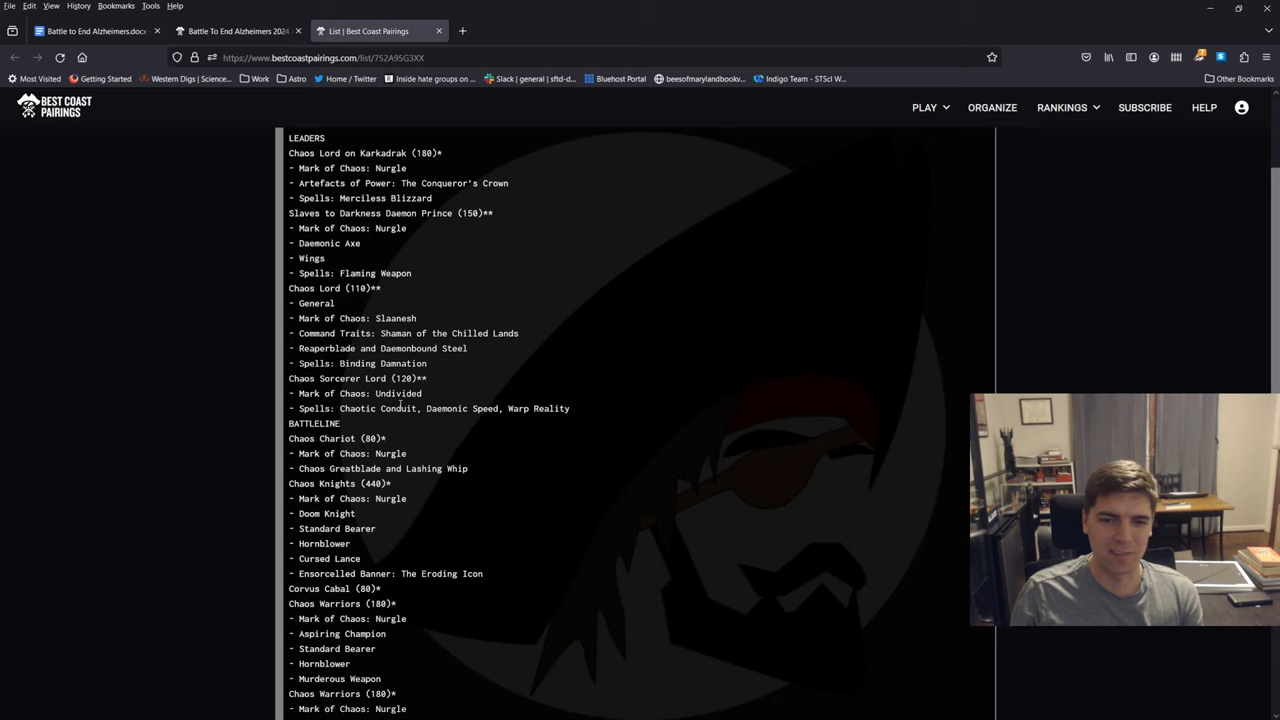 File Edit View History Bookmarks Tools Help
Battle to End Alzheimers.docx
Battle To End Alzheimers 2024
List | Best Coast Pairings
https://www.bestcoastpairings.com/list/752A95G3XX
Most Visited
Getting Started
Western Digs | Science...
Work
Astro
Home / Twitter
Inside hate groups on ...
Slack | general | sftd-d...
Bluehost Portal
beesofmarylandbookv...
Indigo Team - STScI W...
Other Bookmarks
BEST COAST
PAIRINGS
PLAY ORGANIZE RANKINGS SUBSCRIBE HELP
LEADERS
Chaos Lord on Karkadrak (180)*
- Mark of Chaos: Nurgle
- Artefacts of Power: The Conqueror's Crown
- Spells: Merciless Blizzard
Slaves to Darkness Daemon Prince (150)**
- Mark of Chaos: Nurgle
- Daemonic Axe
- Wings
- Spells: Flaming Weapon
Chaos Lord (110)**
- General
- Mark of Chaos: Slaanesh
- Command Traits: Shaman of the Chilled Lands
- Reaperblade and Daemonbound Steel
- Spells: Binding Damnation
Chaos Sorcerer Lord (120)**
- Mark of Chaos: Undivided
- Spells: Chaotic Conduit, Daemonic Speed, Warp Reality
BATTLELINE
Chaos Chariot (80)*
- Mark of Chaos: Nurgle
- Chaos Greatblade and Lashing Whip
Chaos Knights (440)*
- Mark of Chaos: Nurgle
- Doom Knight
- Standard Bearer
- Hornblower
- Cursed Lance
- Ensorcelled Banner: The Eroding Icon
Corvus Cabal (80)*
Chaos Warriors (180)*
- Mark of Chaos: Nurgle
- Aspiring Champion
- Standard Bearer
- Hornblower
- Murderous Weapon
Chaos Warriors (180)*
- Mark of Chaos: Nurgle